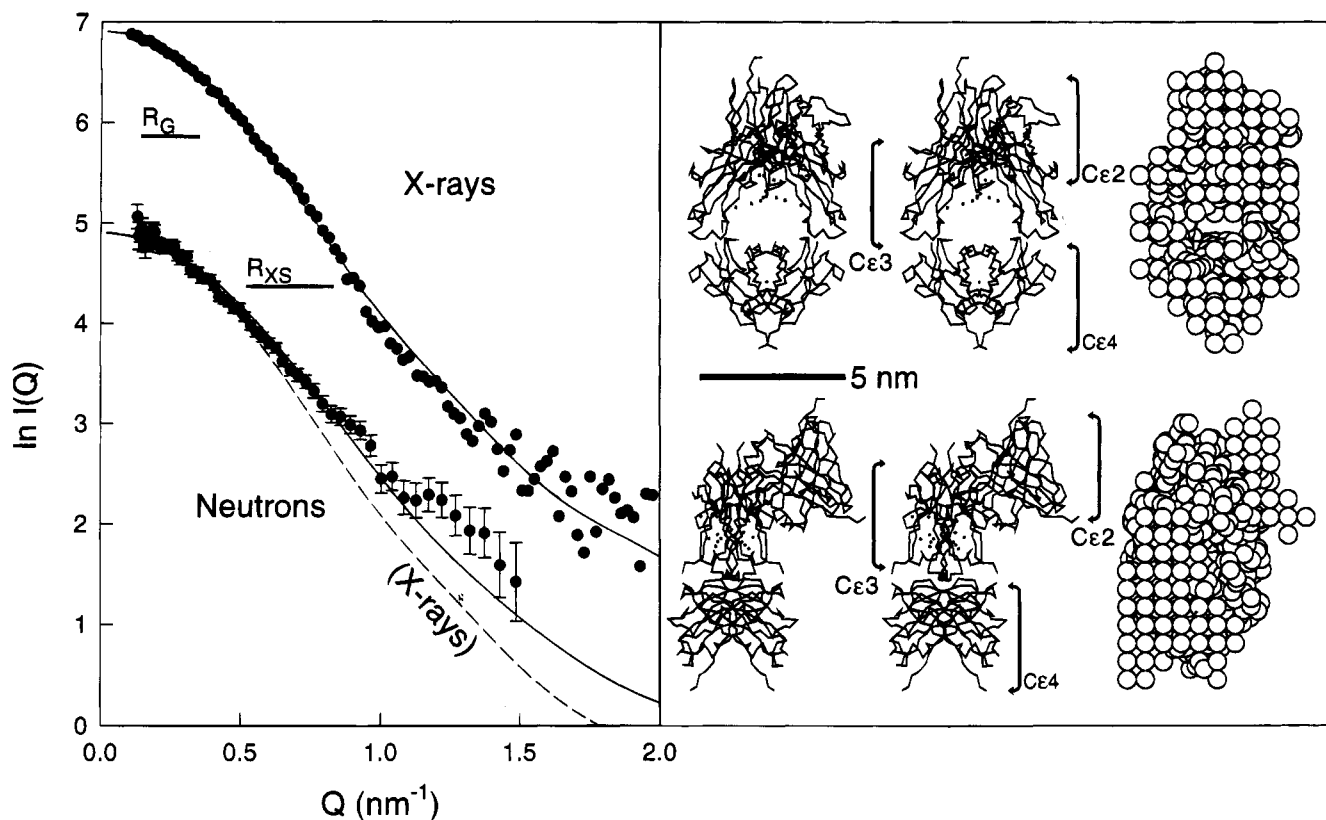 7
6
5
4
3
2
1
0
ln I(Q)
R_G
X-rays
R_XS
Neutrons
(X-rays)
0.0 0.5 1.0 1.5 2.0
Q (nm⁻¹)
Cε2
Cε3
Cε4
5 nm
Cε2
Cε3
Cε4